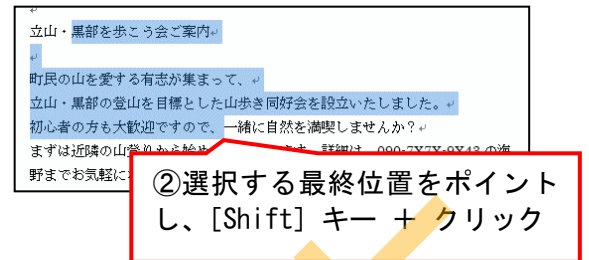 立山・黒部を歩こう会ご案内↵
↵
町民の山を愛する有志が集まって、↵
立山・黒部の登山を目標とした山歩き同好会を設立いたしました。↵
初心者の方も大歓迎ですので、一緒に自然を満喫しませんか？↵
まずは近隣の山登りから始め 詳細は、090-7X7X-9X43 の海
野までお気軽に
②選択する最終位置をポイント
し、[Shift] キー ＋ クリック